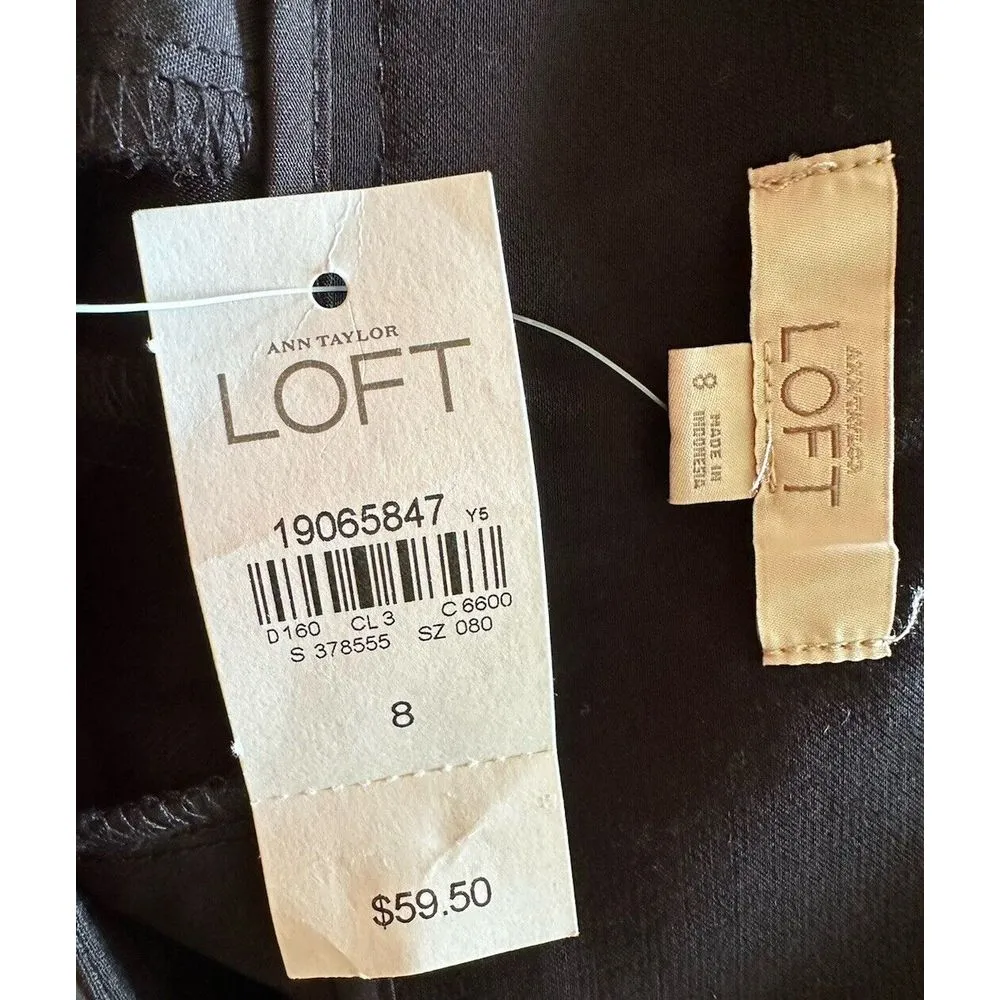 ANN TAYLOR
LOFT
19065847 Y5
D160 CL 3 C 6600
S 378555 SZ 080
8
$59.50
8
MADE IN
INDONESIA
ANN TAYLOR
LOFT